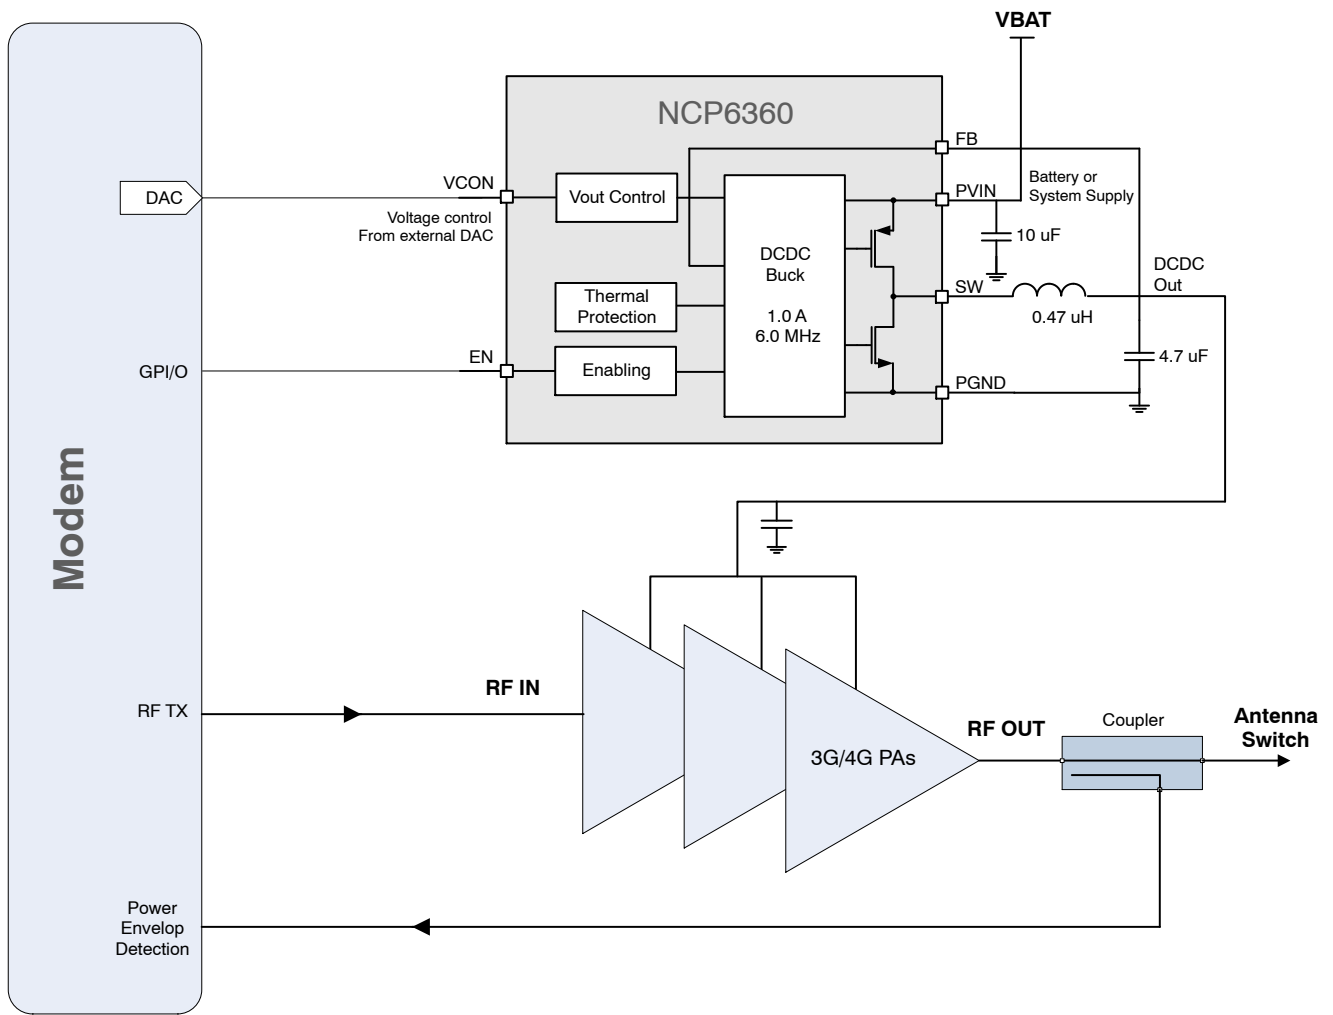 VBAT
NCP6360
FB
Battery or
System Supply
PVIN
VCON
DAC
Vout Control
Voltage control
From external DAC
10 uF
DCDC
Buck
1.0 A
6.0 MHz
DCDC
Out
SW
0.47 uH
Thermal
Protection
EN
GPI/O
Enabling
4.7 uF
PGND
Modem
RF IN
RF TX
3G/4G PAs
RF OUT
Coupler
Antenna
Switch
Power
Envelop
Detection